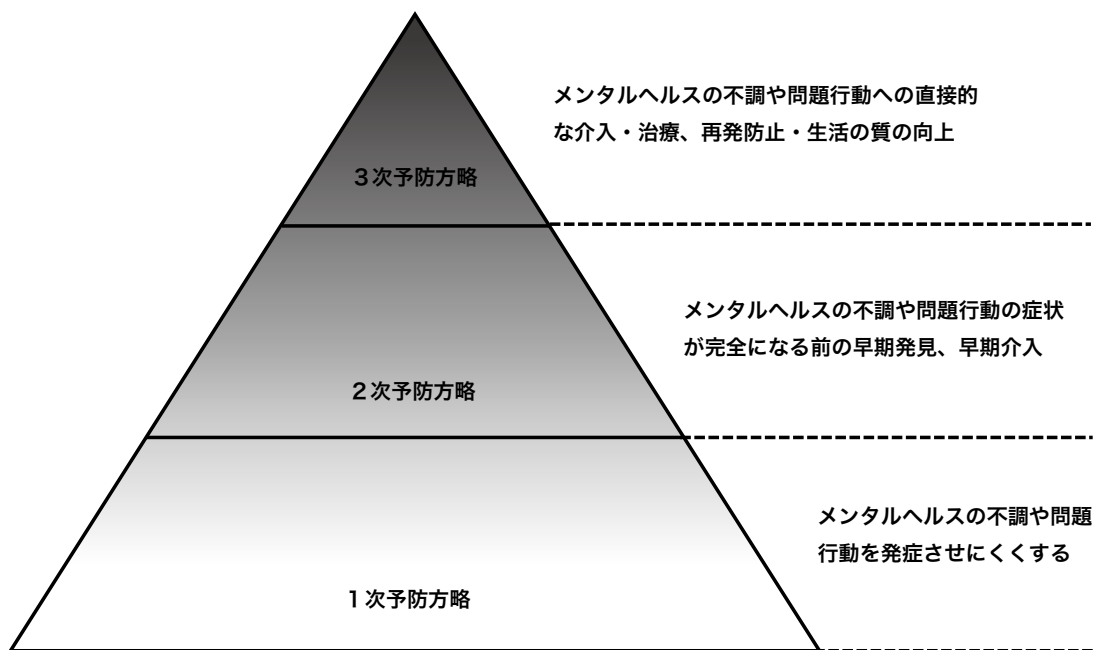 メンタルヘルスの不調や問題行動への直接的
な介入・治療、再発防止・生活の質の向上
3次予防方略
メンタルヘルスの不調や問題行動の症状
が完全になる前の早期発見、早期介入
2次予防方略
メンタルヘルスの不調や問題
行動を発症させにくくする
1次予防方略